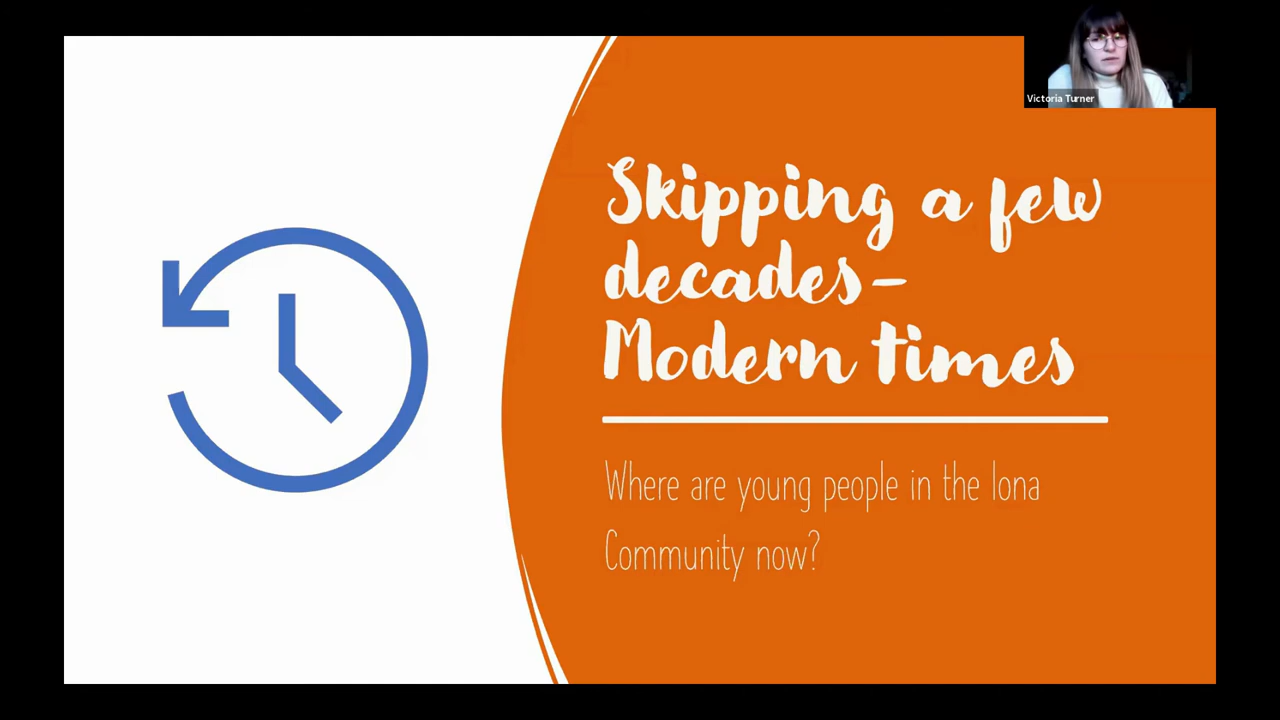 Victoria Turner
Skipping a few
decades-
Modern times
Where are young people in the Iona
Community now?